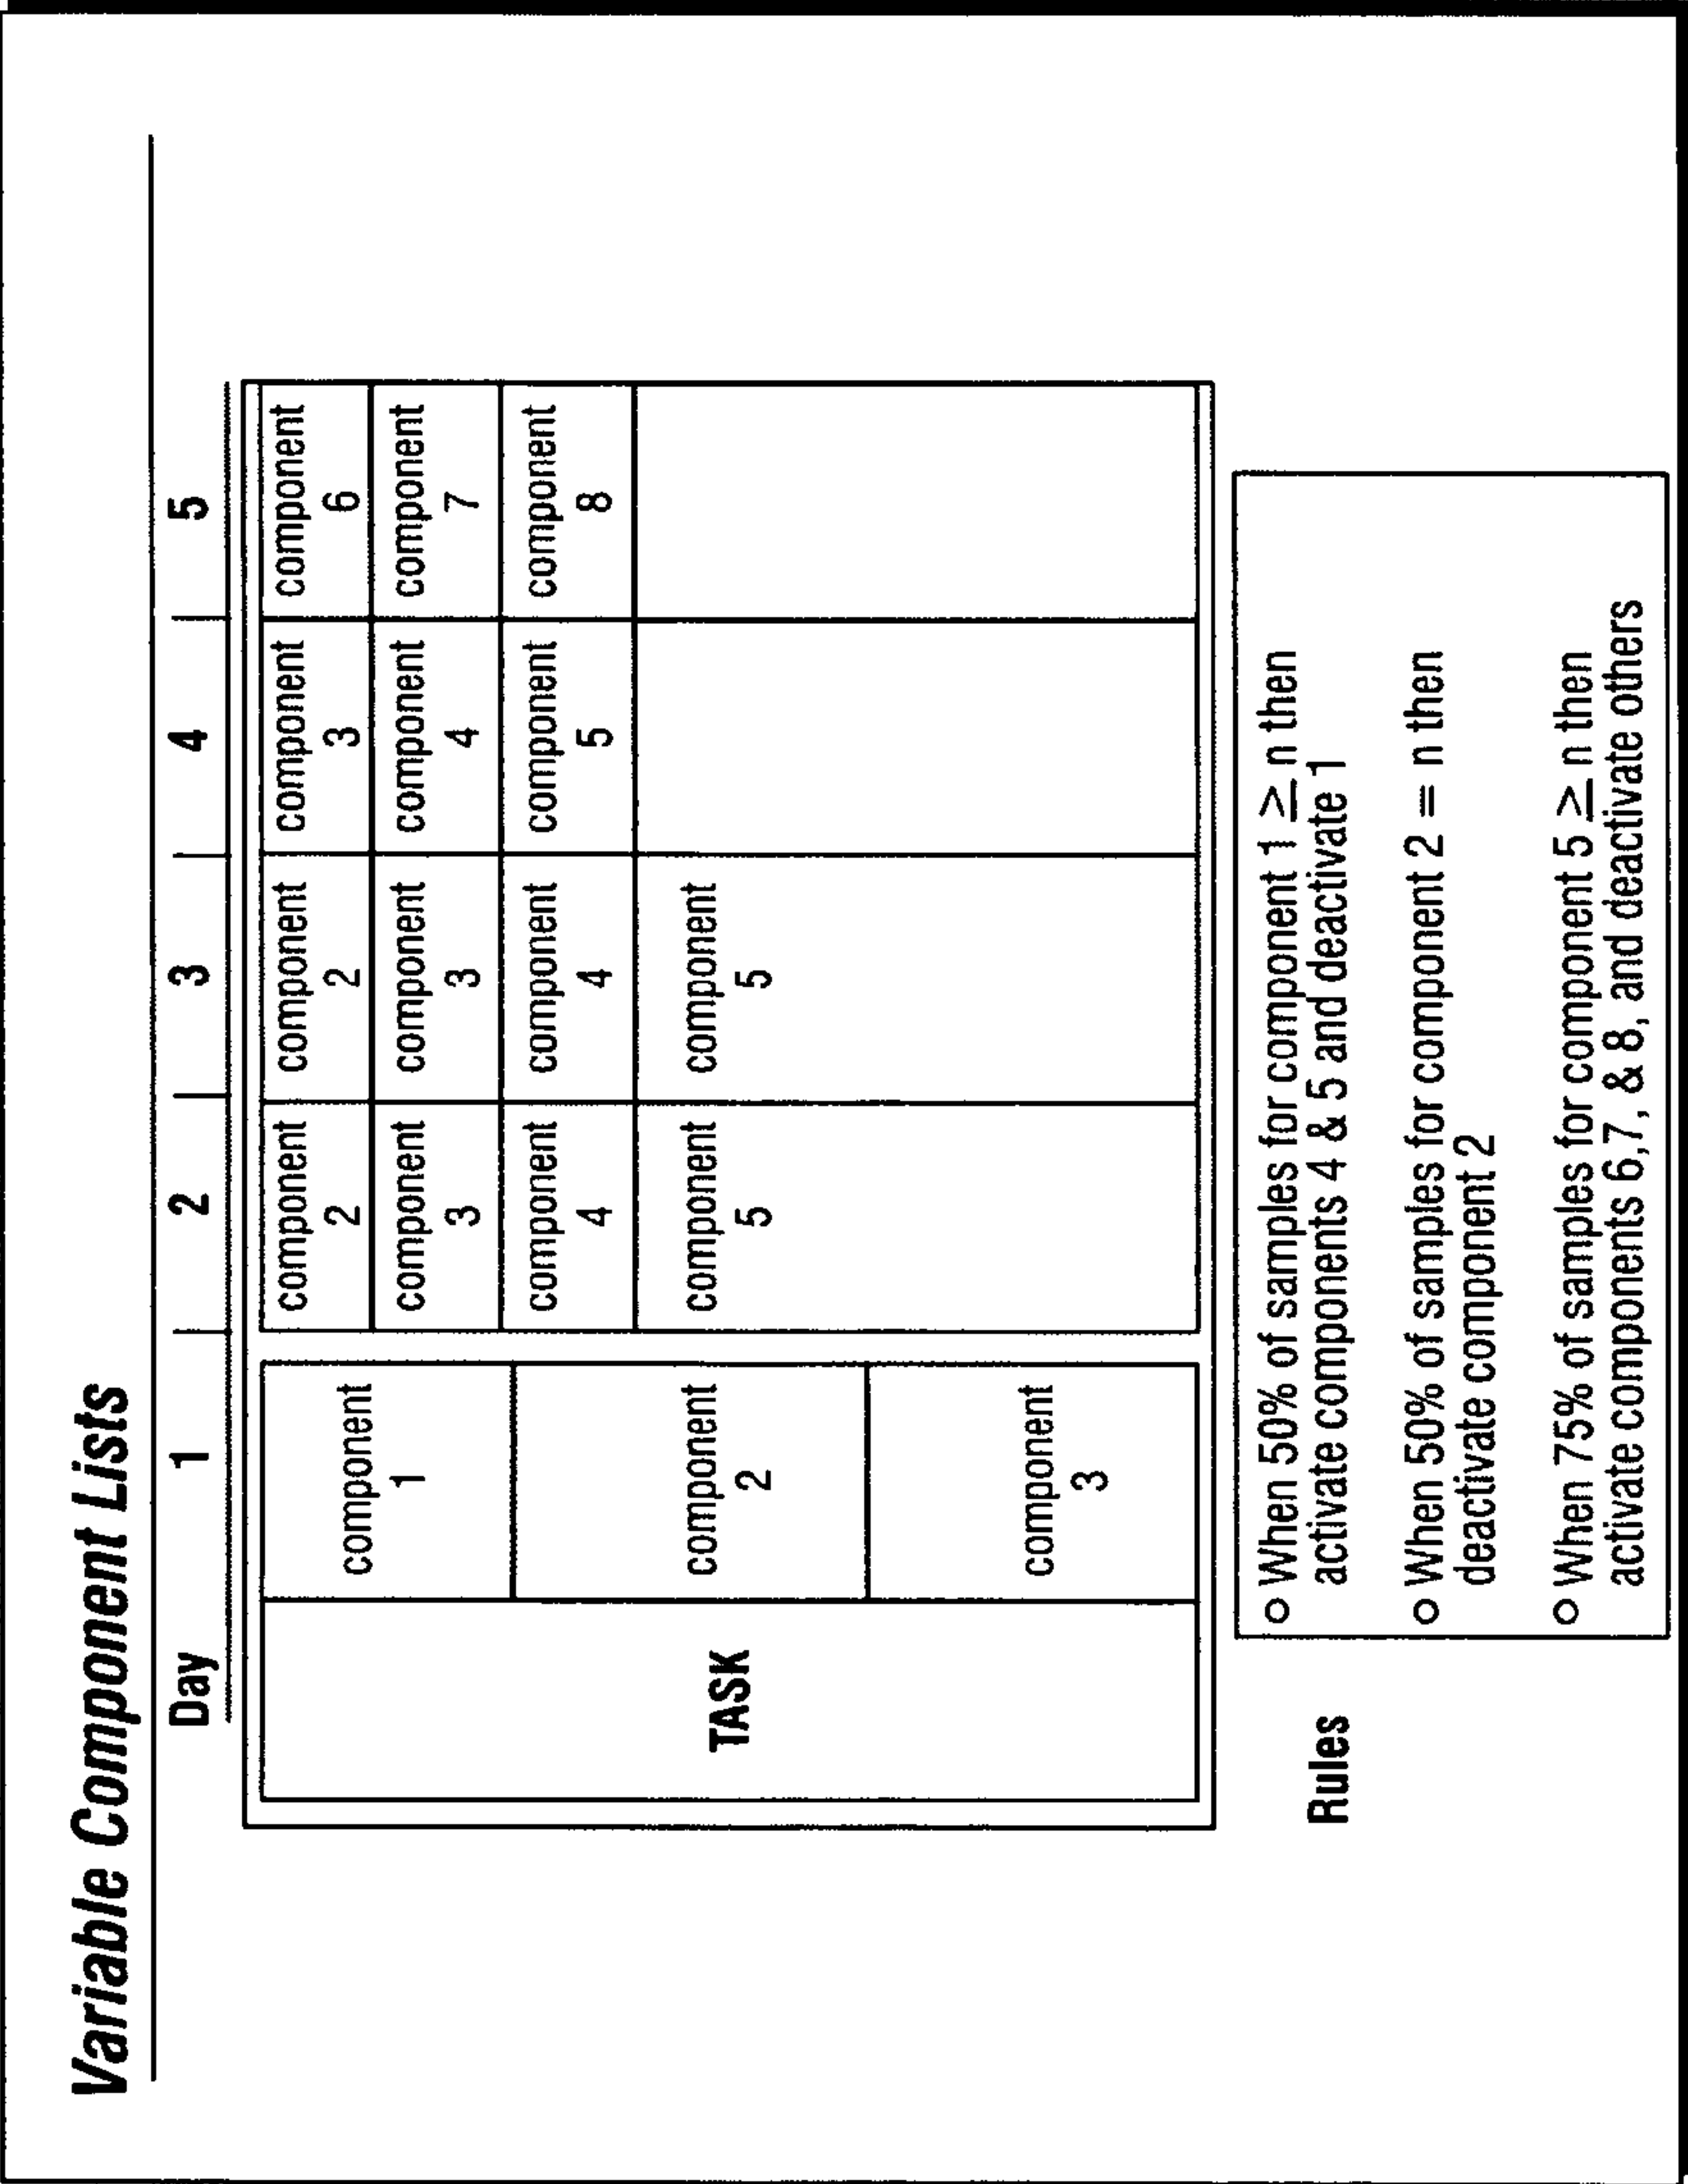 Variable Component Lists
Day 1 2 3 4 5
TASK
component
1
component
2
component
3
component
2
component
3
component
4
component
5
component
2
component
3
component
4
component
5
component
3
component
4
component
5
component
6
component
7
component
8
Rules
o When 50% of samples for component 1 ≥ n then
activate components 4 & 5 and deactivate 1
o When 50% of samples for component 2 = n then
deactivate component 2
o When 75% of samples for component 5 ≥ n then
activate components 6,7, & 8, and deactivate others